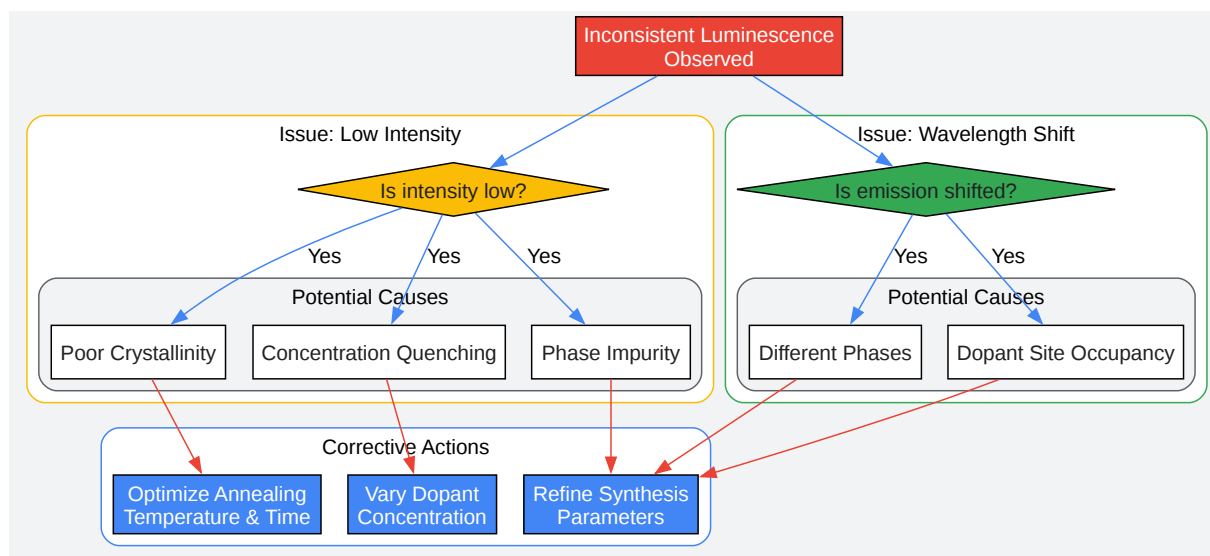 Inconsistent Luminescence
Observed
Issue: Low Intensity
Issue: Wavelength Shift
Is intensity low?
Is emission shifted?
Yes
Yes
Yes
Yes
Yes
Potential Causes
Potential Causes
Poor Crystallinity
Concentration Quenching
Phase Impurity
Different Phases
Dopant Site Occupancy
Corrective Actions
Optimize Annealing
Temperature & Time
Vary Dopant
Concentration
Refine Synthesis
Parameters